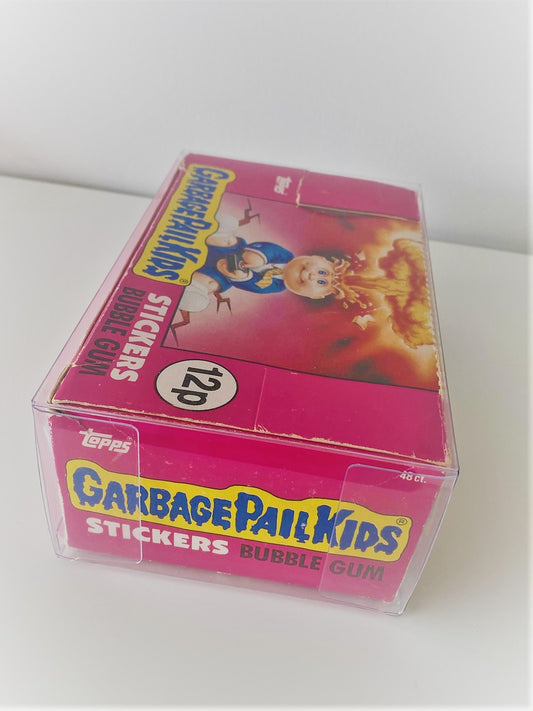 topps
GARBAGE PAIL KIDS®
STICKERS
BUBBLE GUM
12p
topps
48 ct.
GARBAGE PAIL KIDS®
STICKERS BUBBLE GUM